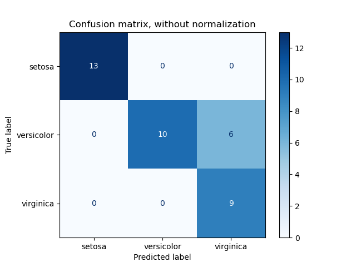 Confusion matrix, without normalization
setosa 13 0 0
versicolor 0 10 6
virginica 0 0 9
setosa versicolor virginica
Predicted label
True label
12
10
8
6
4
2
0